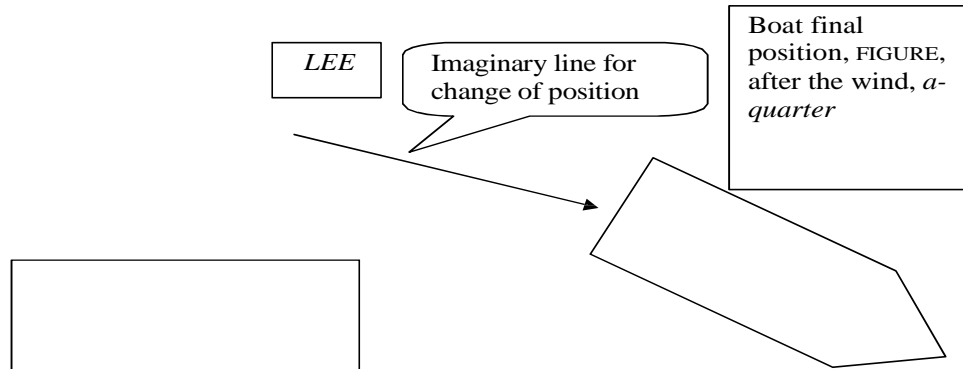 LEE
Imaginary line for
change of position
Boat final
position, FIGURE,
after the wind, a-
quarter